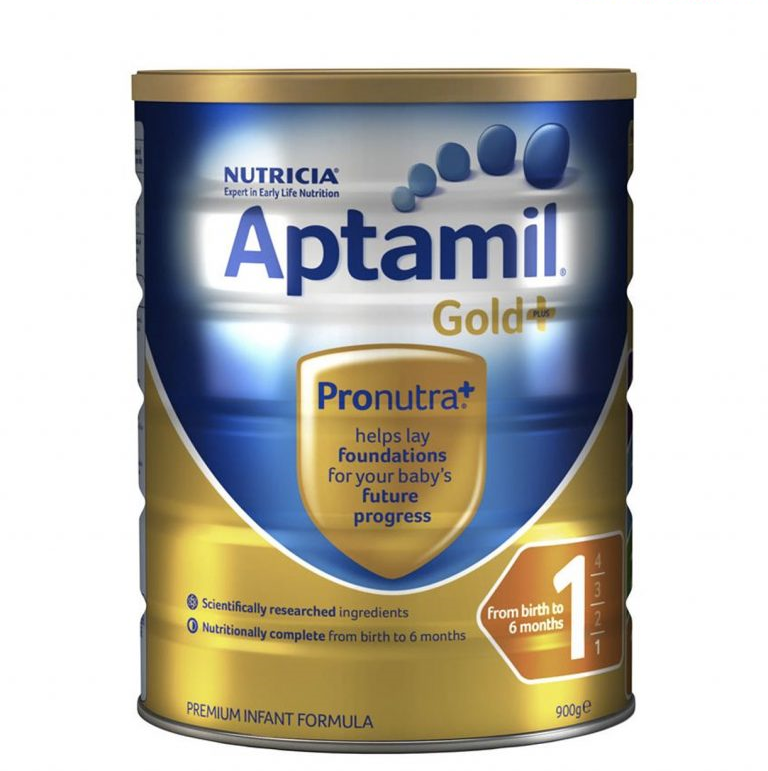 NUTRICIA®
Expert in Early Life Nutrition
Aptamil®
Gold+ PLUS
Pronutra+®
helps lay
foundations
for your baby's
future
progress
4
3
2
1
1
from birth to
6 months
Scientifically researched ingredients
Nutritionally complete from birth to 6 months
PREMIUM INFANT FORMULA
900g℮